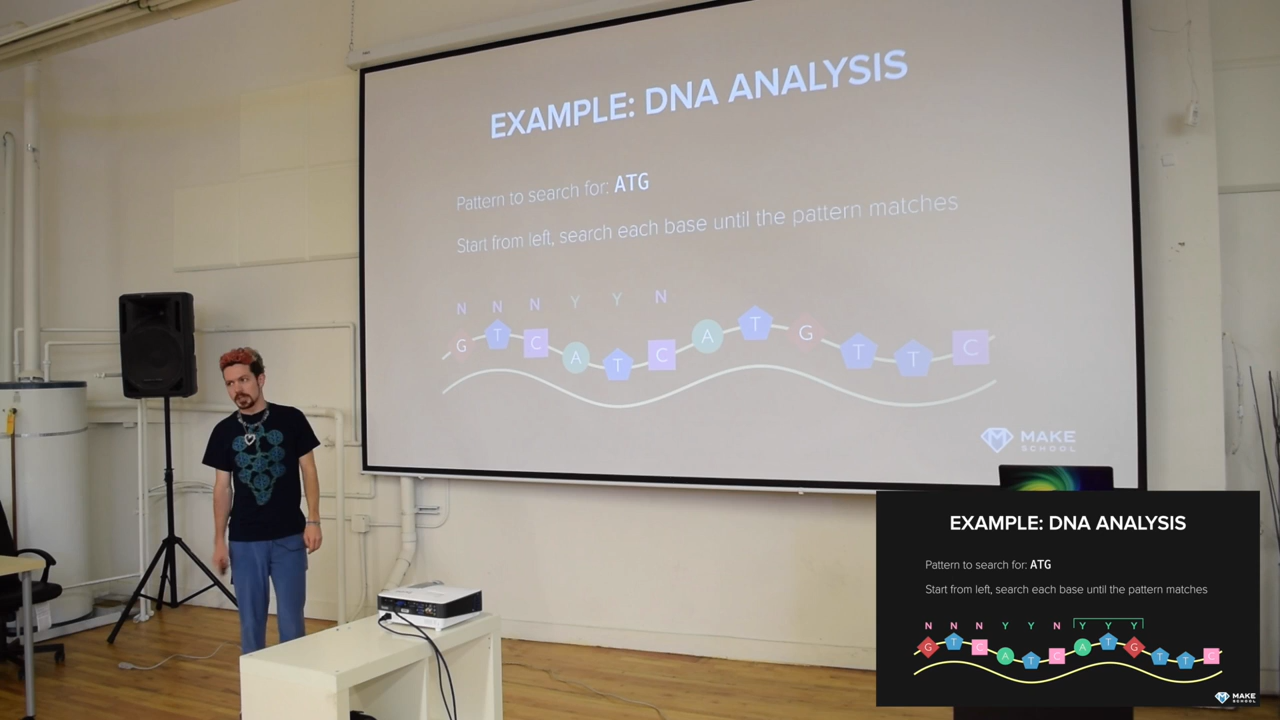 EXAMPLE: DNA ANALYSIS
Pattern to search for: ATG
Start from left, search each base until the pattern matches
N N N Y Y N
G T C A T C A T G T T C
MAKE
SCHOOL
EXAMPLE: DNA ANALYSIS
Pattern to search for: ATG
Start from left, search each base until the pattern matches
N N N Y Y N Y Y Y
G T C A T C A T G T T C
MAKE
SCHOOL